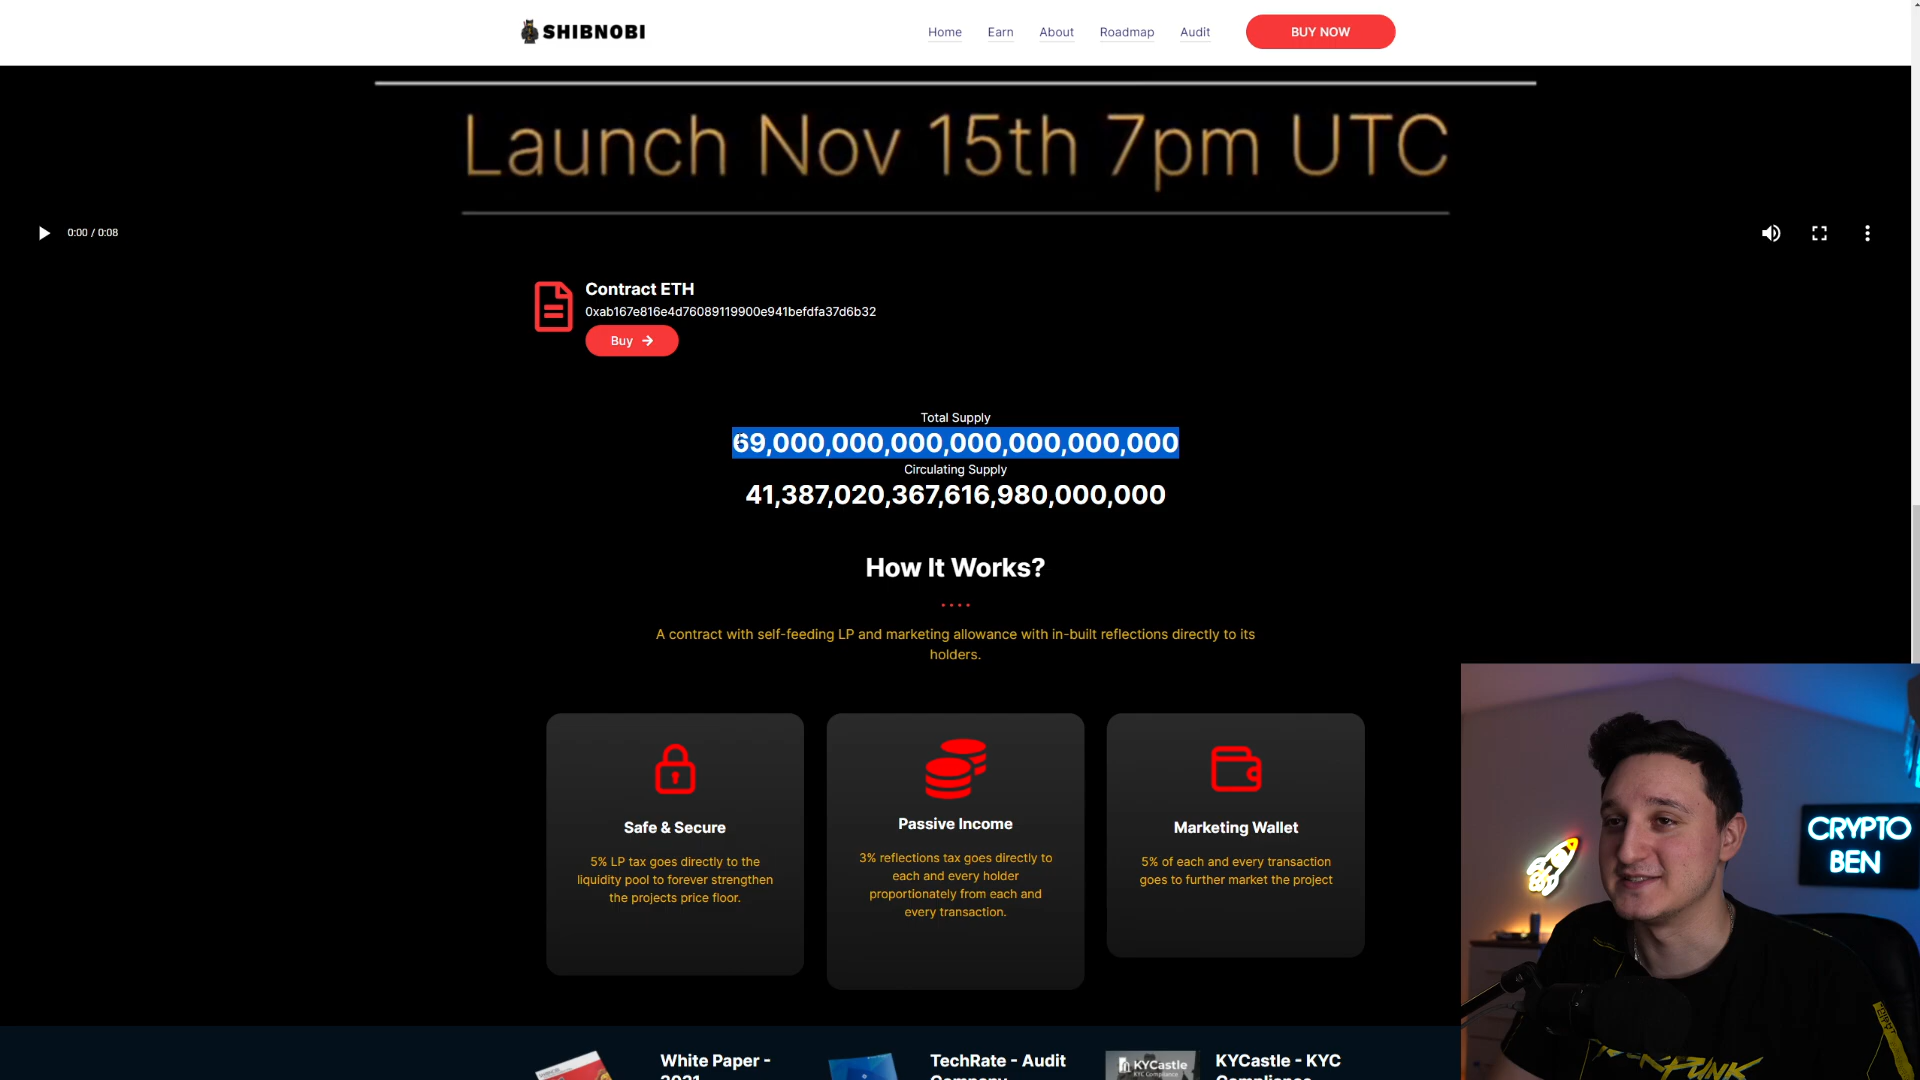 SHIBNOBI
Home
Earn
About
Roadmap
Audit
BUY NOW
Launch Nov 15th 7pm UTC
0:00 / 0:08
Contract ETH
0xab167e816e4d76089119900e941befdfa37d6b32
Buy
Total Supply
69,000,000,000,000,000,000,000
Circulating Supply
41,387,020,367,616,980,000,000
How It Works?
A contract with self-feeding LP and marketing allowance with in-built reflections directly to its
holders.
Safe & Secure
5% LP tax goes directly to the
liquidity pool to forever strengthen
the projects price floor.
Passive Income
3% reflections tax goes directly to
each and every holder
proportionately from each and
every transaction.
Marketing Wallet
5% of each and every transaction
goes to further market the project
White Paper -
2021
TechRate - Audit
Company
KYCastle
KYC Compliance
KYCastle - KYC
Compliance
CRYPTO
BEN